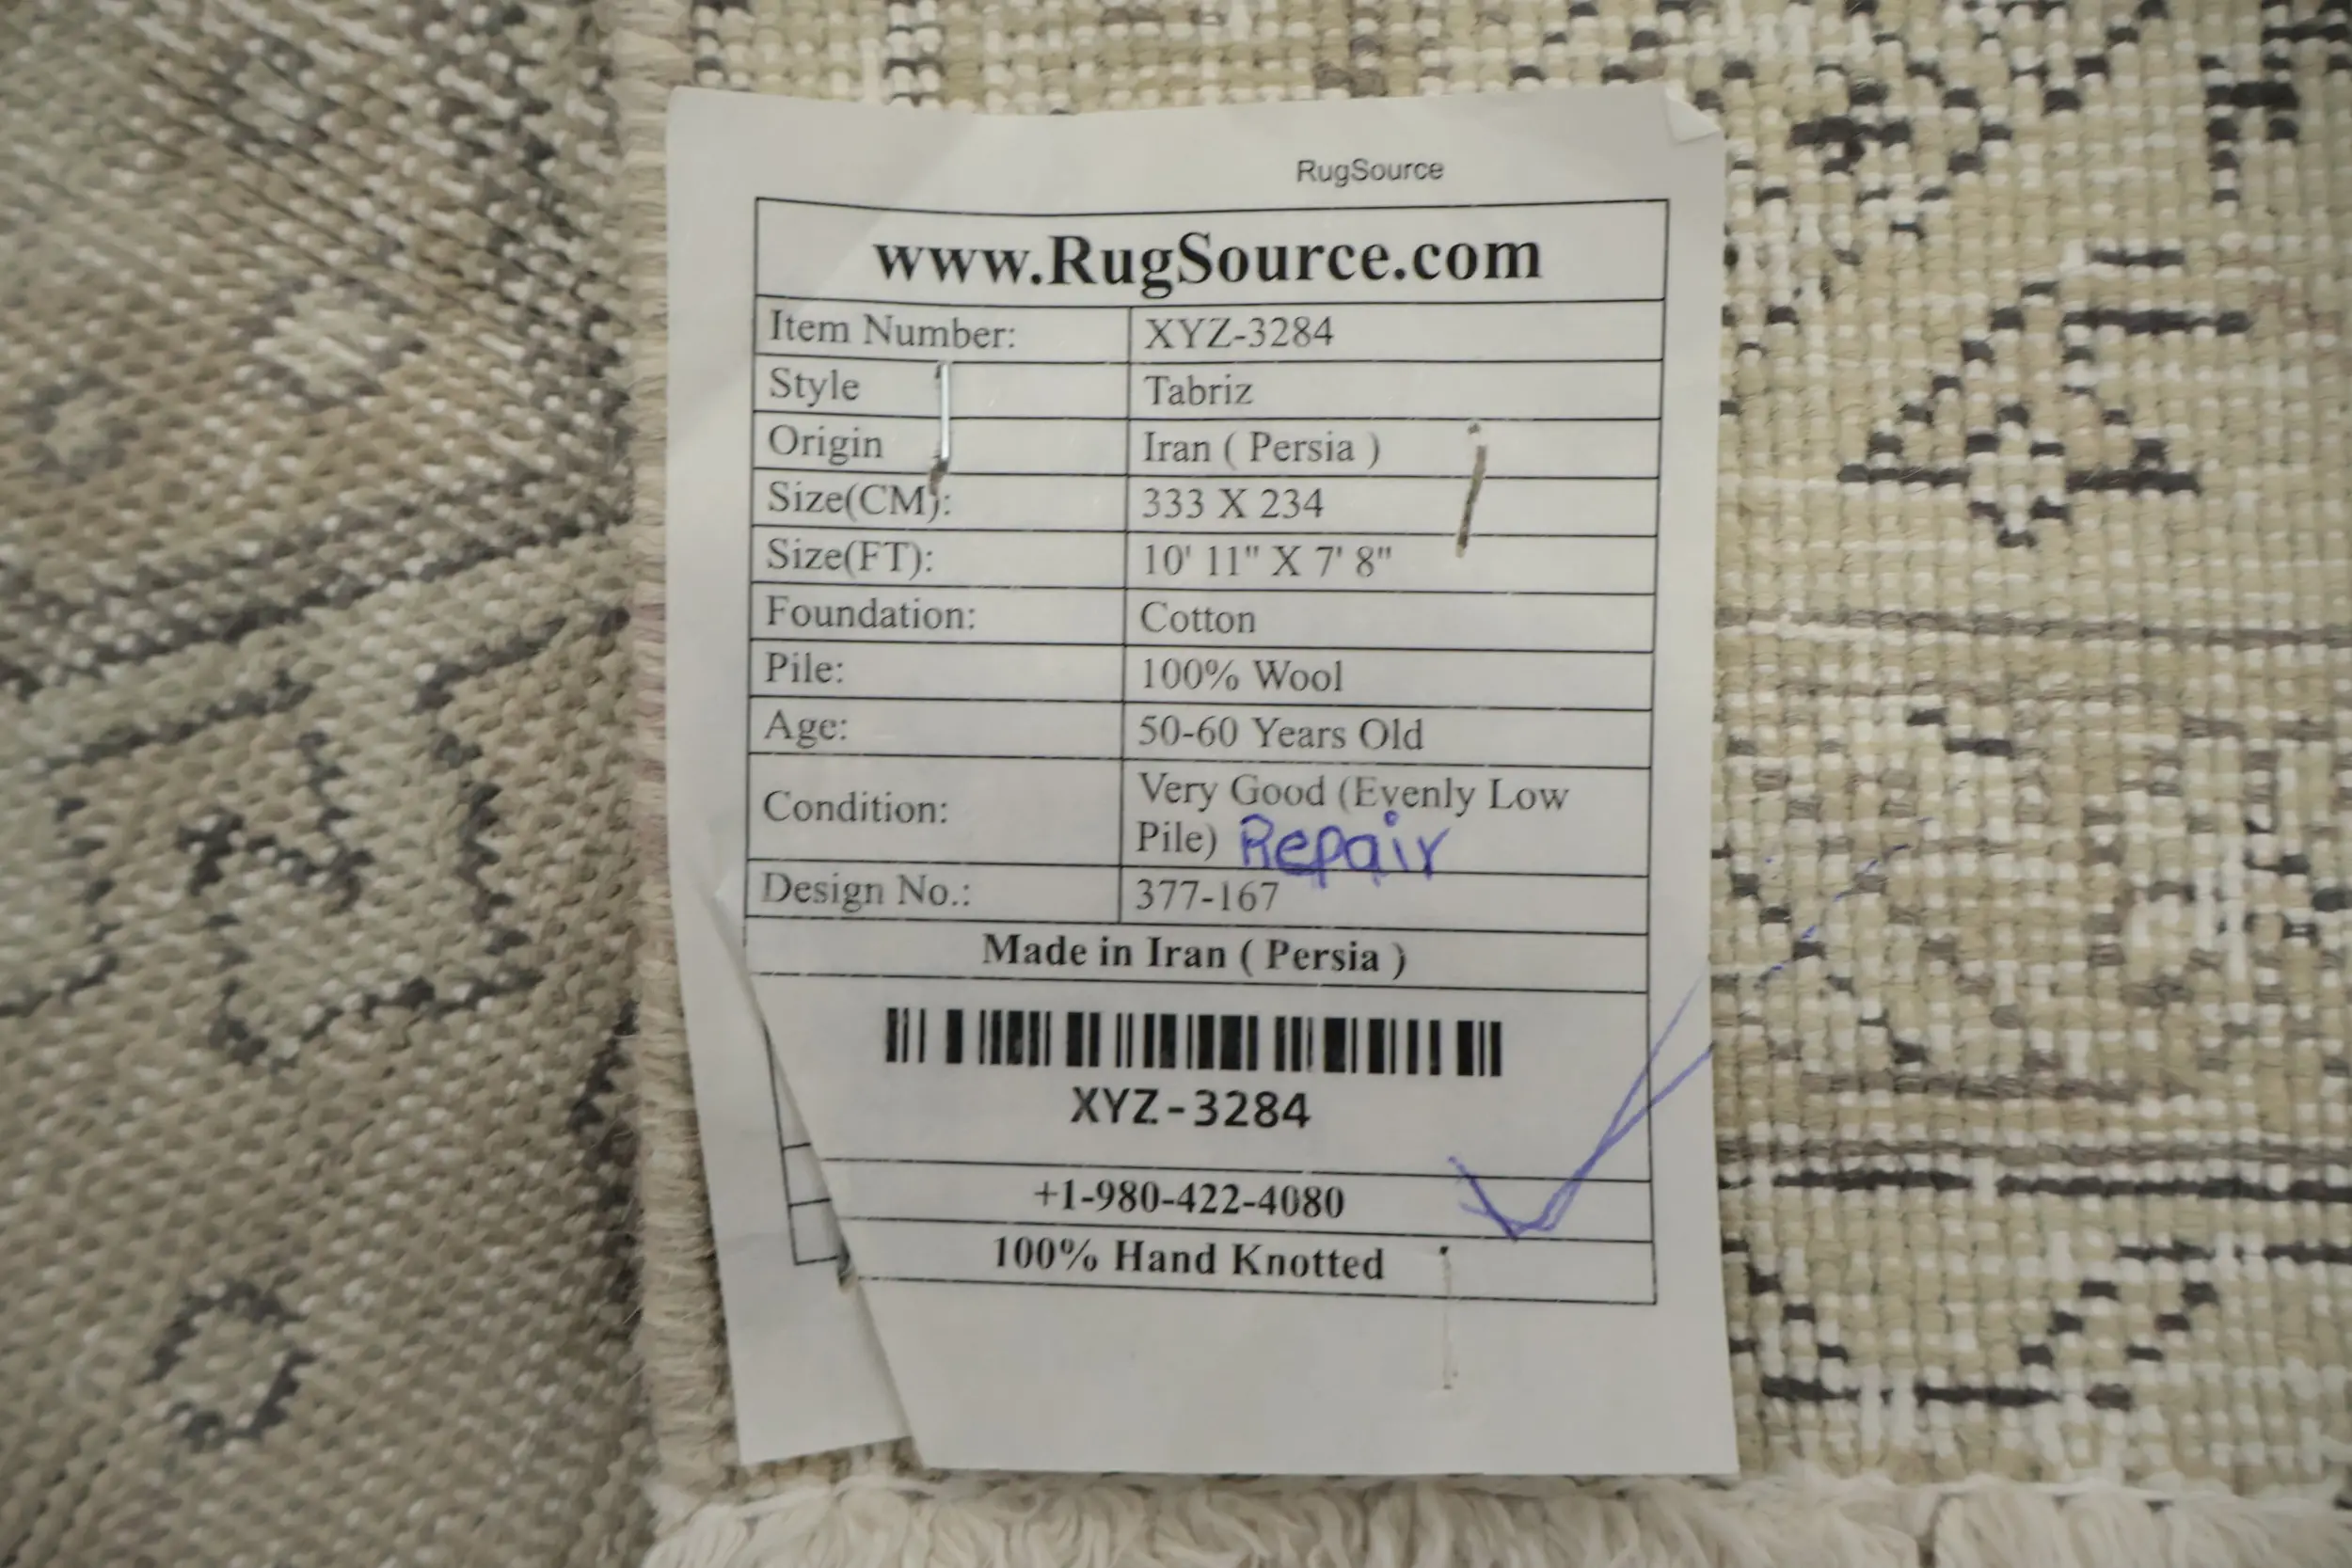 RugSource
www.RugSource.com
Item Number: XYZ-3284
Style Tabriz
Origin Iran ( Persia )
Size(CM): 333 X 234
Size(FT): 10' 11" X 7' 8"
Foundation: Cotton
Pile: 100% Wool
Age: 50-60 Years Old
Condition: Very Good (Evenly Low
Pile) Repair
Design No.: 377-167
Made in Iran ( Persia )
XYZ-3284
+1-980-422-4080
100% Hand Knotted